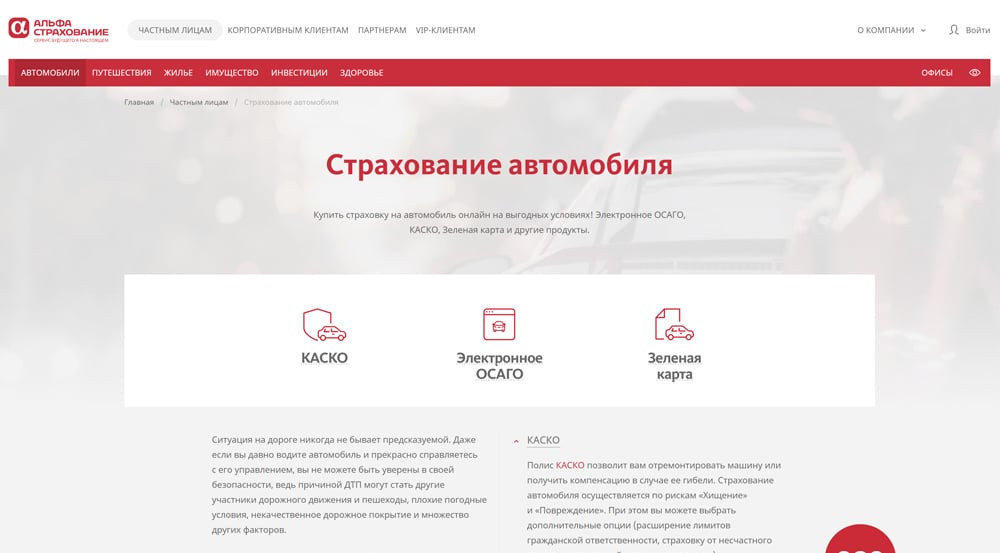 АЛЬФА
СТРАХОВАНИЕ
СЕРВИС БУДУЩЕГО В НАСТОЯЩЕМ
ЧАСТНЫМ ЛИЦАМ
КОРПОРАТИВНЫМ КЛИЕНТАМ
ПАРТНЕРАМ
VIP-КЛИЕНТАМ
О КОМПАНИИ
Войти
АВТОМОБИЛИ
ПУТЕШЕСТВИЯ
ЖИЛЬЕ
ИМУЩЕСТВО
ИНВЕСТИЦИИ
ЗДОРОВЬЕ
ОФИСЫ
Главная / Частным лицам / Страхование автомобиля
Страхование автомобиля
Купить страховку на автомобиль онлайн на выгодных условиях! Электронное ОСАГО,
КАСКО, Зеленая карта и другие продукты.
КАСКО
Электронное
ОСАГО
Зеленая
карта
Ситуация на дороге никогда не бывает предсказуемой. Даже
если вы давно водите автомобиль и прекрасно справляетесь
с его управлением, вы не можете быть уверены в своей
безопасности, ведь причиной ДТП могут стать другие
участники дорожного движения и пешеходы, плохие погодные
условия, некачественное дорожное покрытие и множество
других факторов.
КАСКО
Полис КАСКО позволит вам отремонтировать машину или
получить компенсацию в случае ее гибели. Страхование
автомобиля осуществляется по рискам «Хищение»
и «Повреждение». При этом вы можете выбрать
дополнительные опции (расширение лимитов
гражданской ответственности, страховку от несчастного